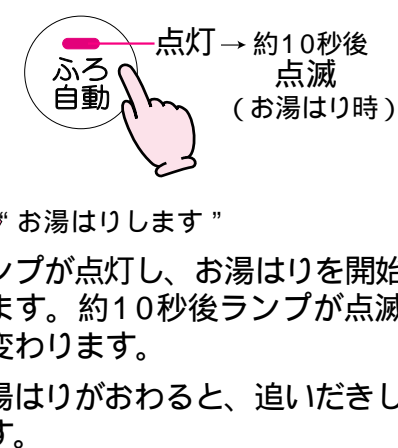 点灯→約10秒後
点滅
(お湯はり時)
ふろ
自動
“お湯はりします”
ンプが点灯し、お湯はりを開始
ます。約10秒後ランプが点滅
変わります。
湯はりがおわると、追いだきし
す。